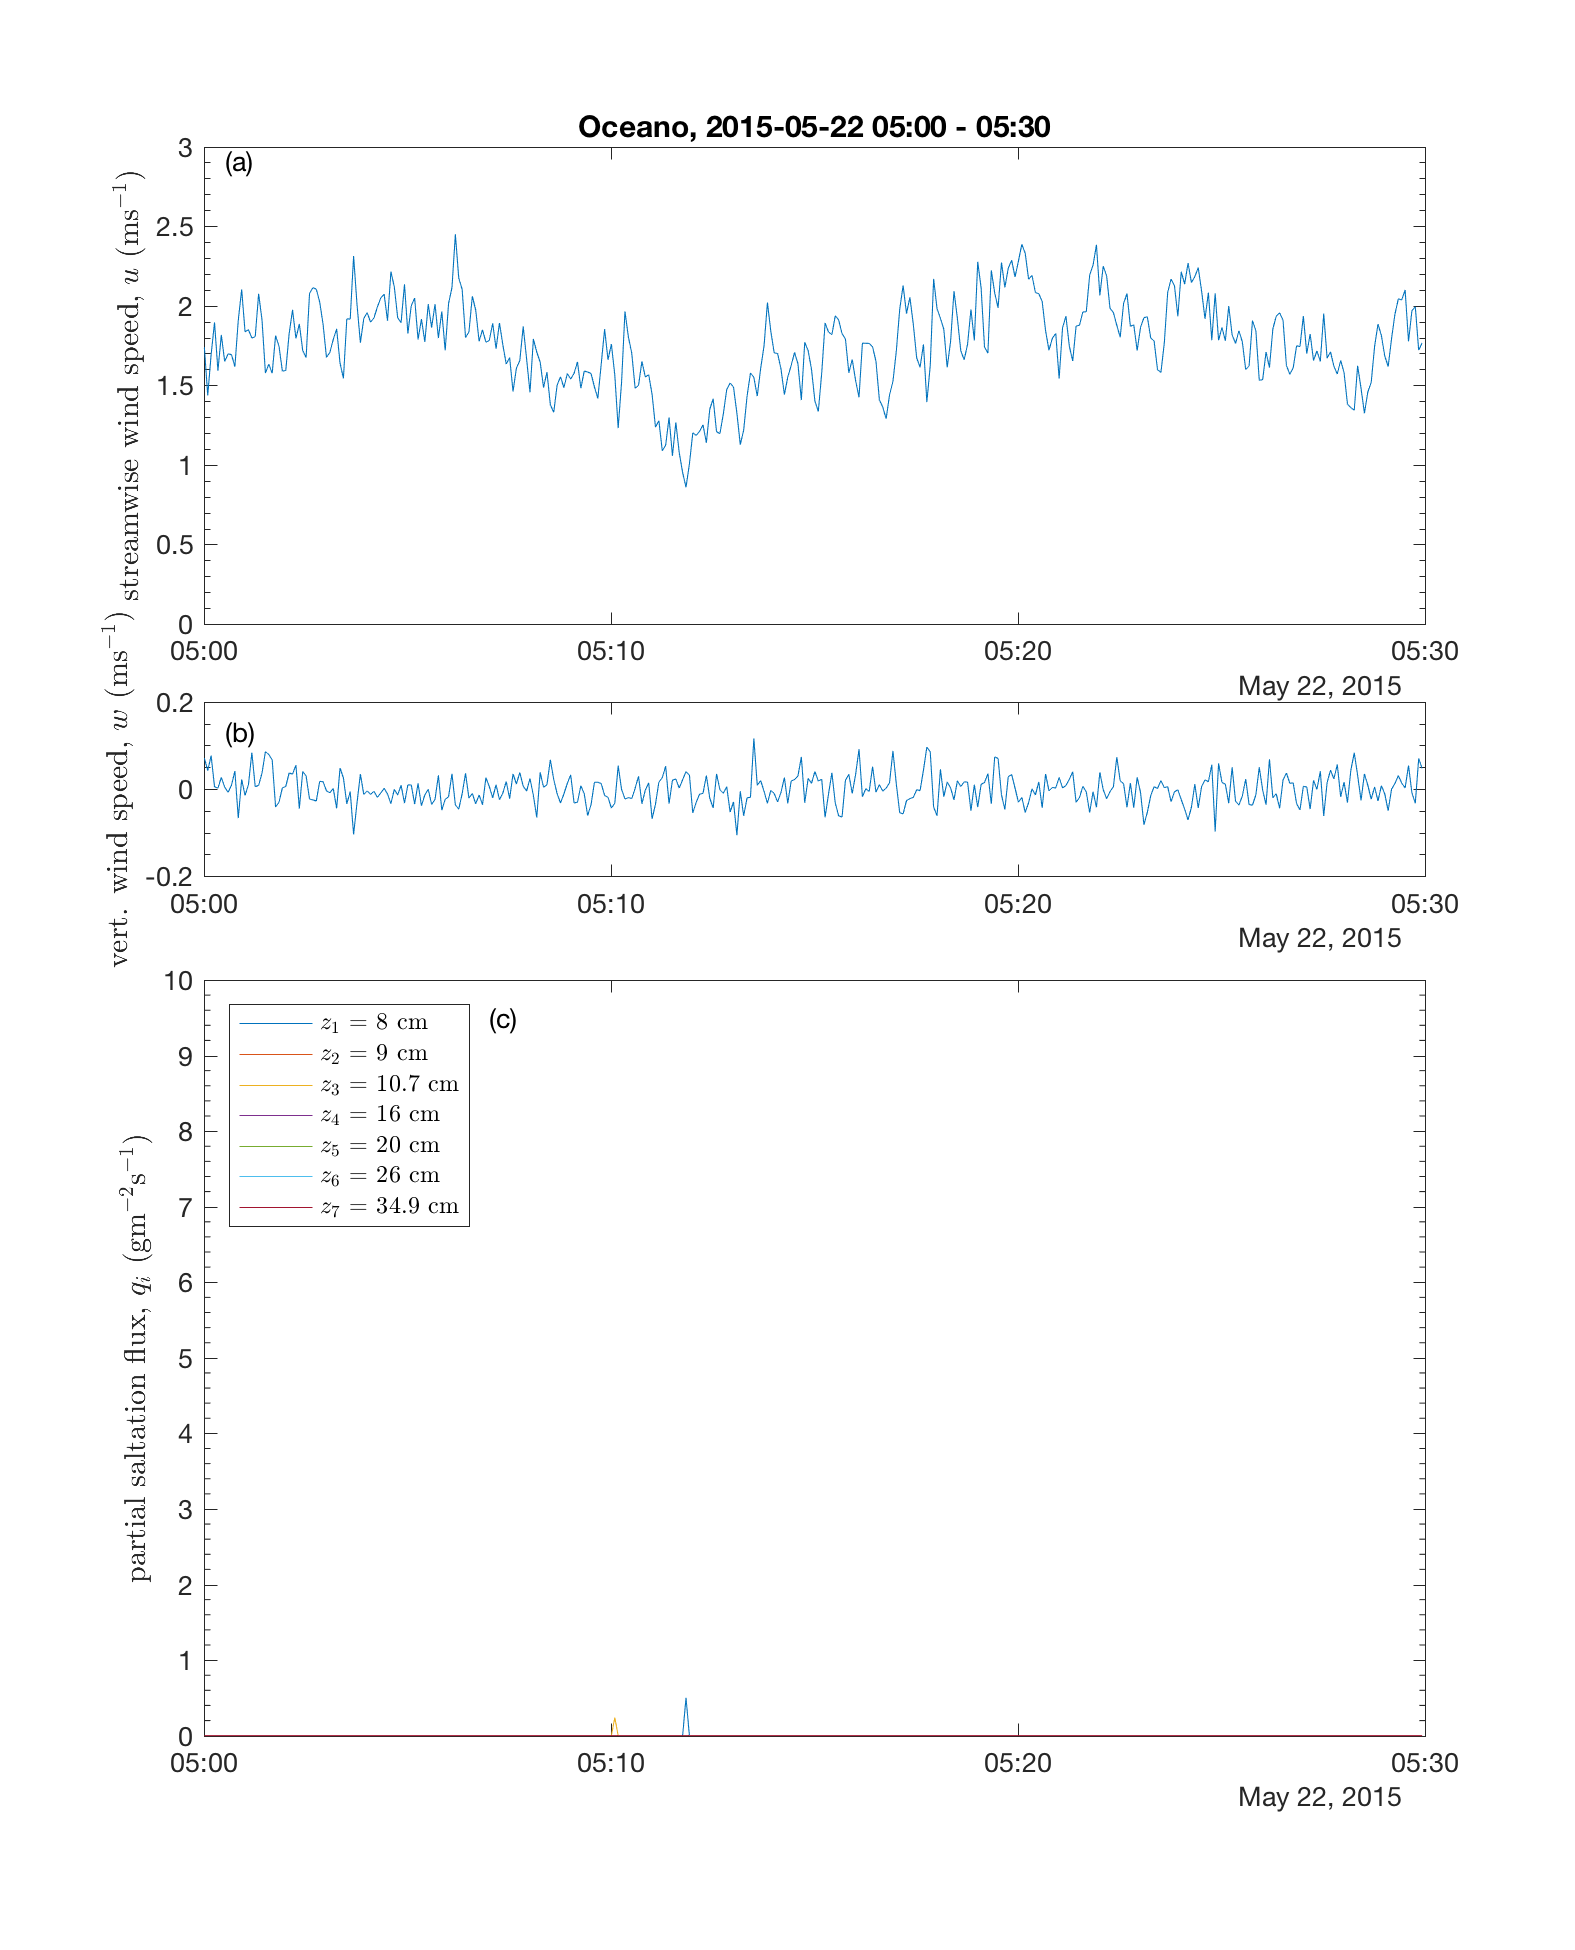 Oceano, 2015-05-22 05:00 - 05:30
(a)
streamwise wind speed, u (ms⁻¹)
3
2.5
2
1.5
1
0.5
0
05:00 05:10 05:20 05:30
May 22, 2015
(b)
vert. wind speed, w (ms⁻¹)
0.2
0
-0.2
05:00 05:10 05:20 05:30
May 22, 2015
(c)
partial saltation flux, qᵢ (gm⁻²s⁻¹)
10
9
8
7
6
5
4
3
2
1
0
z₁ = 8 cm
z₂ = 9 cm
z₃ = 10.7 cm
z₄ = 16 cm
z₅ = 20 cm
z₆ = 26 cm
z₇ = 34.9 cm
05:00 05:10 05:20 05:30
May 22, 2015